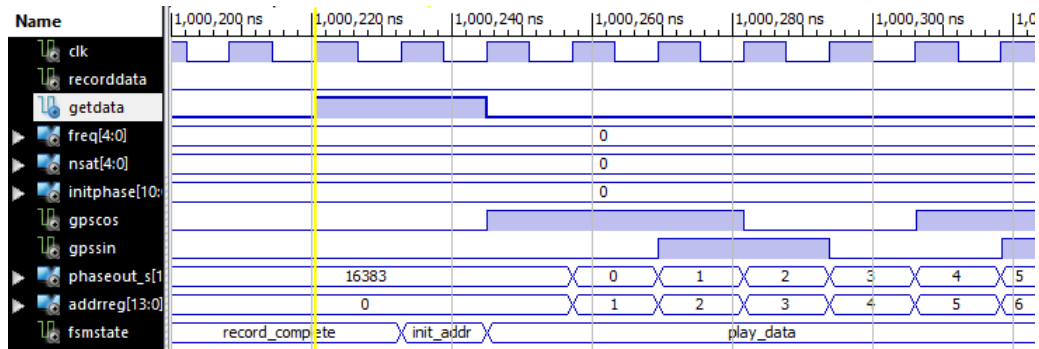 Name 1,000,200 ns 1,000,220 ns 1,000,240 ns 1,000,260 ns 1,000,280 ns 1,000,300 ns 1,0
clk
recorddata
getdata
freq[4:0] 0
nsat[4:0] 0
initphase[10: 0
gpscos
gpssin
phaseout_s[1 16383 0 1 2 3 4 5
addrreg[13:0] 0 1 2 3 4 5 6
fsmstate record_complete init_addr play_data